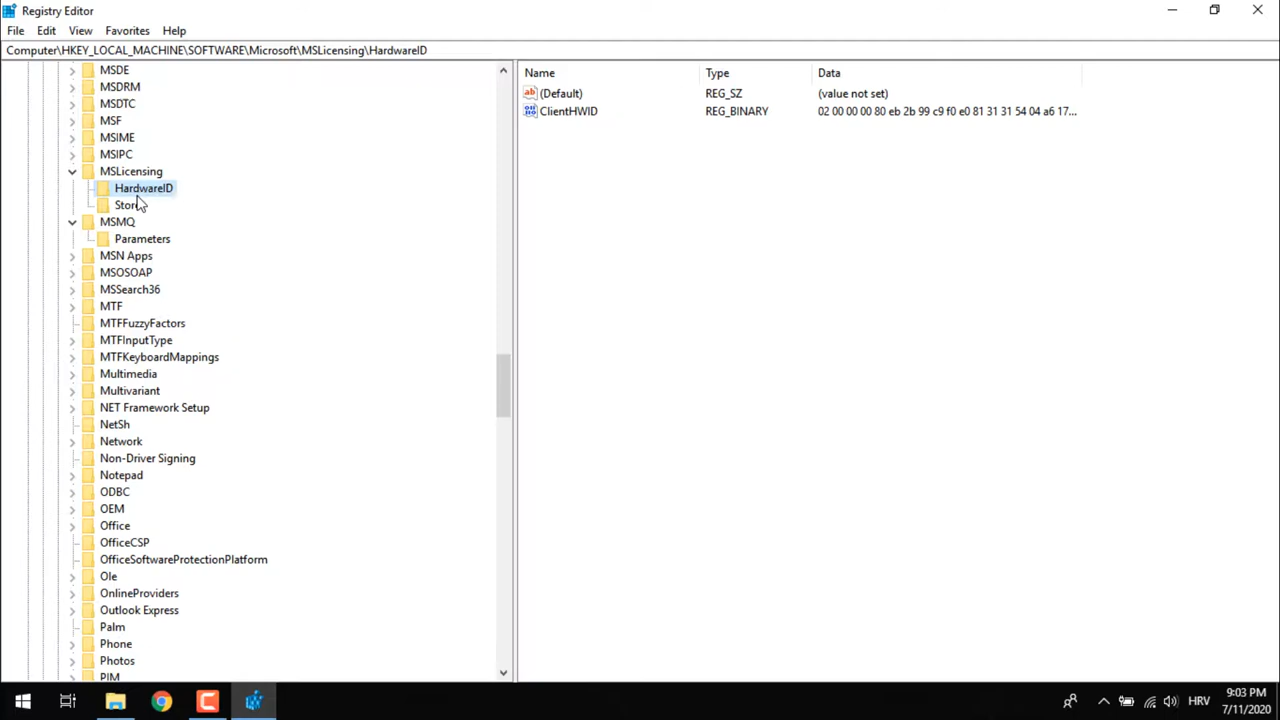 Registry Editor
File Edit View Favorites Help
Computer\HKEY_LOCAL_MACHINE\SOFTWARE\Microsoft\MSLicensing\HardwareID
MSDE
MSDRM
MSDTC
MSF
MSIME
MSIPC
MSLicensing
HardwareID
Store
MSMQ
Parameters
MSN Apps
MSOSOAP
MSSearch36
MTF
MTFFuzzyFactors
MTFInputType
MTFKeyboardMappings
Multimedia
Multivariant
NET Framework Setup
NetSh
Network
Non-Driver Signing
Notepad
ODBC
OEM
Office
OfficeCSP
OfficeSoftwareProtectionPlatform
Ole
OnlineProviders
Outlook Express
Palm
Phone
Photos
PIM
Name Type Data
(Default) REG_SZ (value not set)
ClientHWID REG_BINARY 02 00 00 00 80 eb 2b 99 c9 f0 e0 81 31 31 54 04 a6 17...
HRV
9:03 PM
7/11/2020